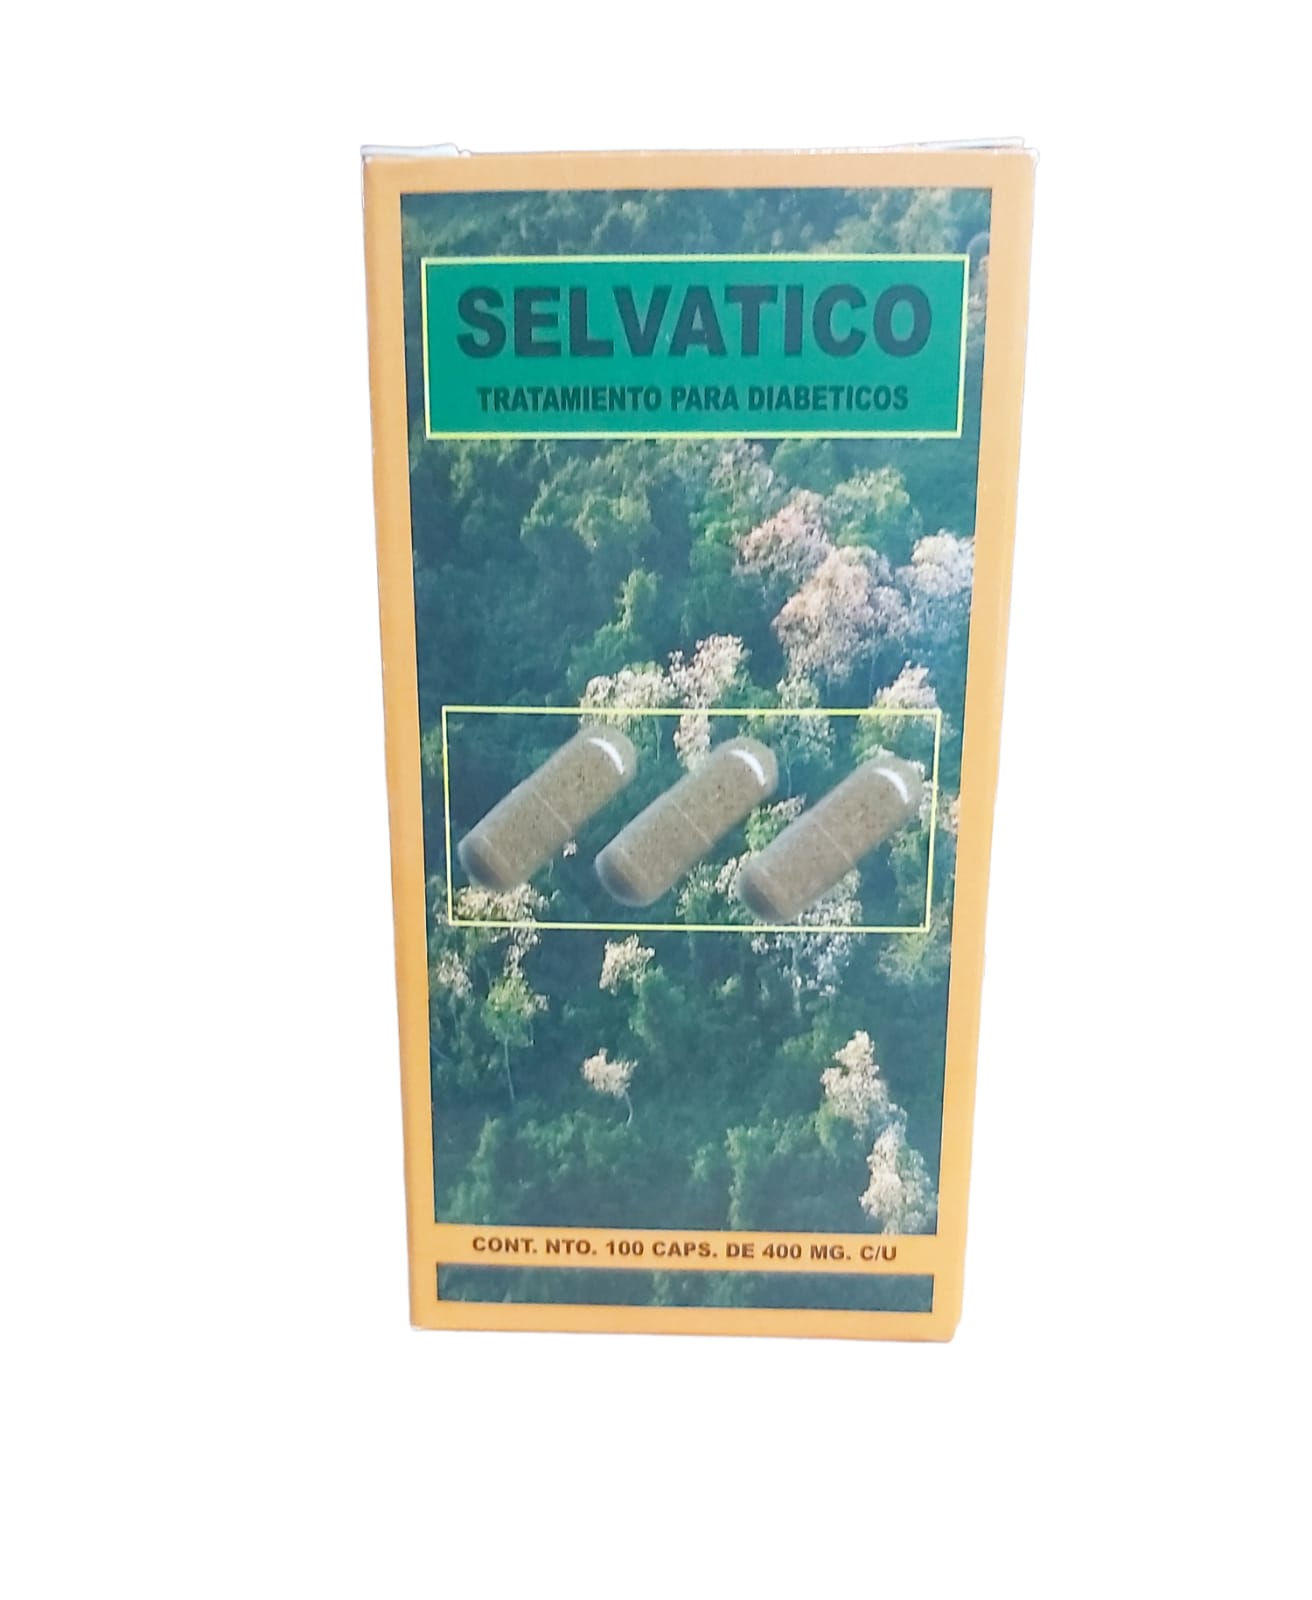 SELVATICO
TRATAMIENTO PARA DIABETICOS
CONT. NTO. 100 CAPS. DE 400 MG. C/U